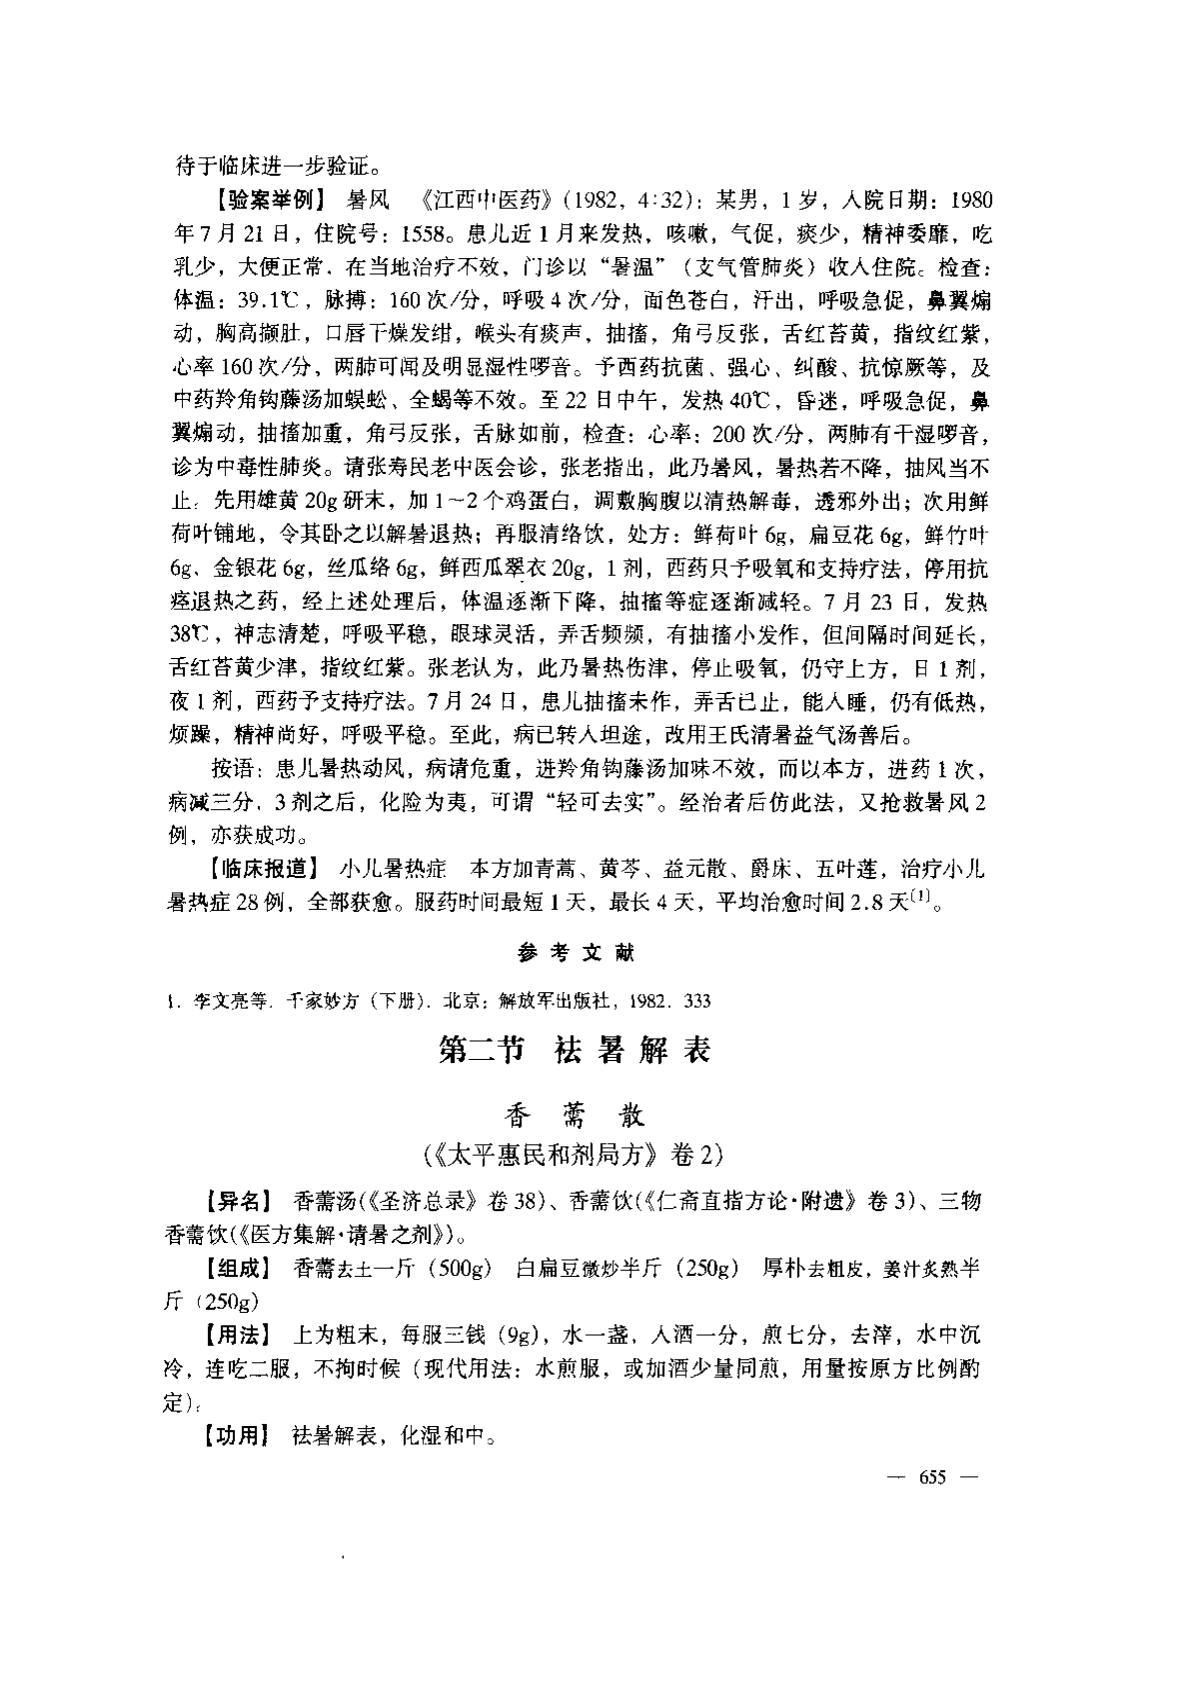 待于临床进一步验证。
【验案举例】 暑风 《江西中医药》(1982，4:32)：某男，1岁，入院日期：1980
年7月21日，住院号：1558。患儿近1月来发热，咳嗽，气促，痰少，精神委靡，吃
乳少，大便正常．在当地治疗不效，门诊以“暑温”（支气管肺炎）收入住院。检查：
体温：39.1℃，脉搏：160次/分，呼吸4次/分，面色苍白，汗出，呼吸急促，鼻翼煽
动，胸高撷肚，口唇干燥发绀，喉头有痰声，抽搐，角弓反张，舌红苔黄，指纹红紫，
心率160次/分，两肺可闻及明显湿性啰音。予西药抗菌、强心、纠酸、抗惊厥等，及
中药羚角钩藤汤加蜈蚣、全蝎等不效。至22日中午，发热40℃，昏迷，呼吸急促，鼻
翼煽动，抽搐加重，角弓反张，舌脉如前，检查：心率：200次/分，两肺有干湿啰音，
诊为中毒性肺炎。请张寿民老中医会诊，张老指出，此乃暑风，暑热若不降，抽风当不
止。先用雄黄20g研末，加1～2个鸡蛋白，调敷胸腹以清热解毒，透邪外出；次用鲜
荷叶铺地，令其卧之以解暑退热；再服清络饮，处方：鲜荷叶6g，扁豆花6g，鲜竹叶
6g、金银花6g，丝瓜络6g，鲜西瓜翠衣20g，1剂，西药只予吸氧和支持疗法，停用抗
痉退热之药，经上述处理后，体温逐渐下降，抽搐等症逐渐减轻。7月23日，发热
38℃，神志清楚，呼吸平稳，眼球灵活，弄舌频频，有抽搐小发作，但间隔时间延长，
舌红苔黄少津，指纹红紫。张老认为，此乃暑热伤津，停止吸氧，仍守上方，日1剂，
夜1剂，西药予支持疗法。7月24日，患儿抽搐未作，弄舌已止，能入睡，仍有低热，
烦躁，精神尚好，呼吸平稳。至此，病已转入坦途，改用王氏清暑益气汤善后。
按语：患儿暑热动风，病请危重，进羚角钩藤汤加味不效，而以本方，进药1次，
病减三分．3剂之后，化险为夷，可谓“轻可去实”。经治者后仿此法，又抢救暑风2
例，亦获成功。
【临床报道】 小儿暑热症 本方加青蒿、黄芩、益元散、爵床、五叶莲，治疗小儿
暑热症28例，全部获愈。服药时间最短1天，最长4天，平均治愈时间2.8天〔1〕。
参考文献
1．李文亮等．千家妙方（下册）．北京：解放军出版社，1982．333
第二节 祛暑解表
香薷散
(《太平惠民和剂局方》卷2)
【异名】 香薷汤(《圣济总录》卷38)、香薷饮(《仁斋直指方论·附遗》卷3)、三物
香薷饮(《医方集解·请暑之剂》)。
【组成】 香薷去土一斤（500g） 白扁豆微炒半斤（250g） 厚朴去粗皮，姜汁炙熟半
斤（250g）
【用法】 上为粗末，每服三钱（9g），水一盏．入酒一分，煎七分，去滓，水中沉
冷，连吃二服，不拘时候（现代用法：水煎服，或加酒少量同煎，用量按原方比例酌
定）。
【功用】 祛暑解表，化湿和中。
— 655 —